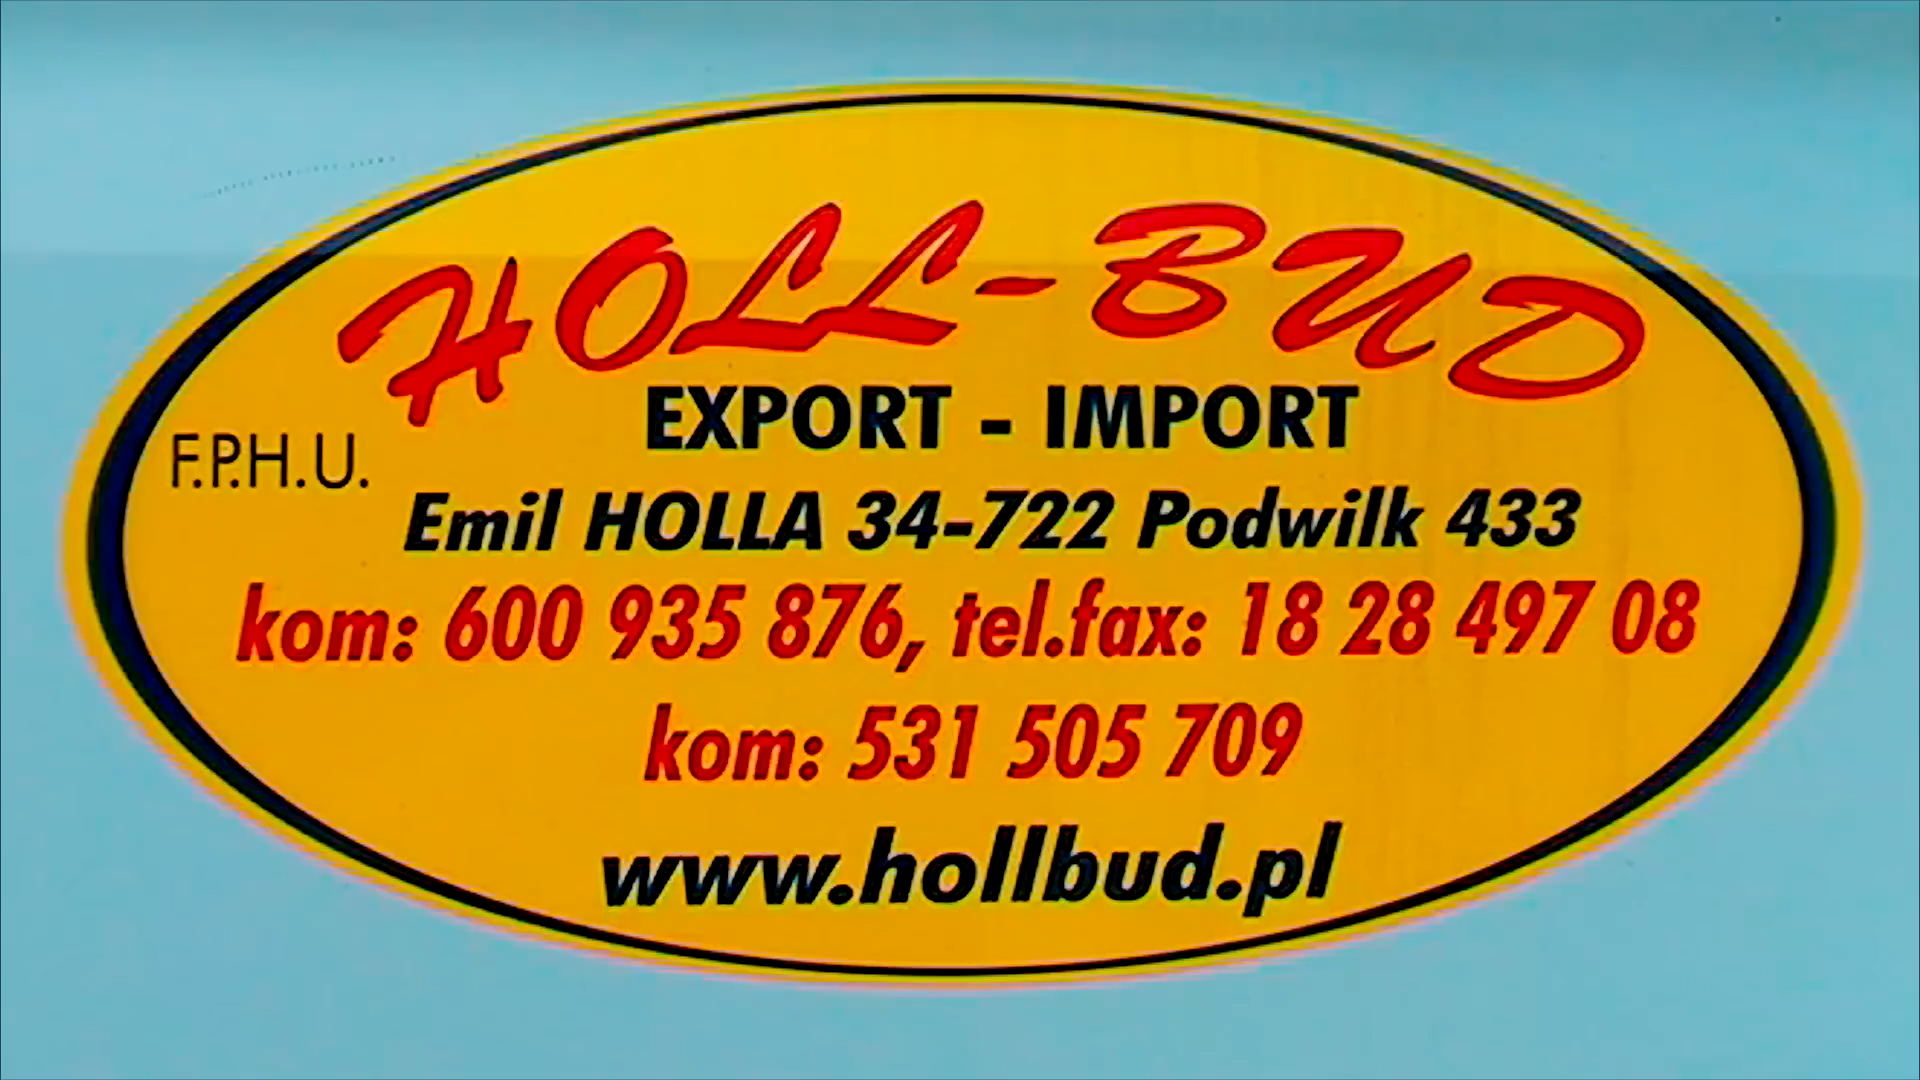 HOLL-BUD
EXPORT - IMPORT
F.P.H.U.
Emil HOLLA 34-722 Podwilk 433
kom: 600 935 876, tel.fax: 18 28 497 08
kom: 531 505 709
www.hollbud.pl